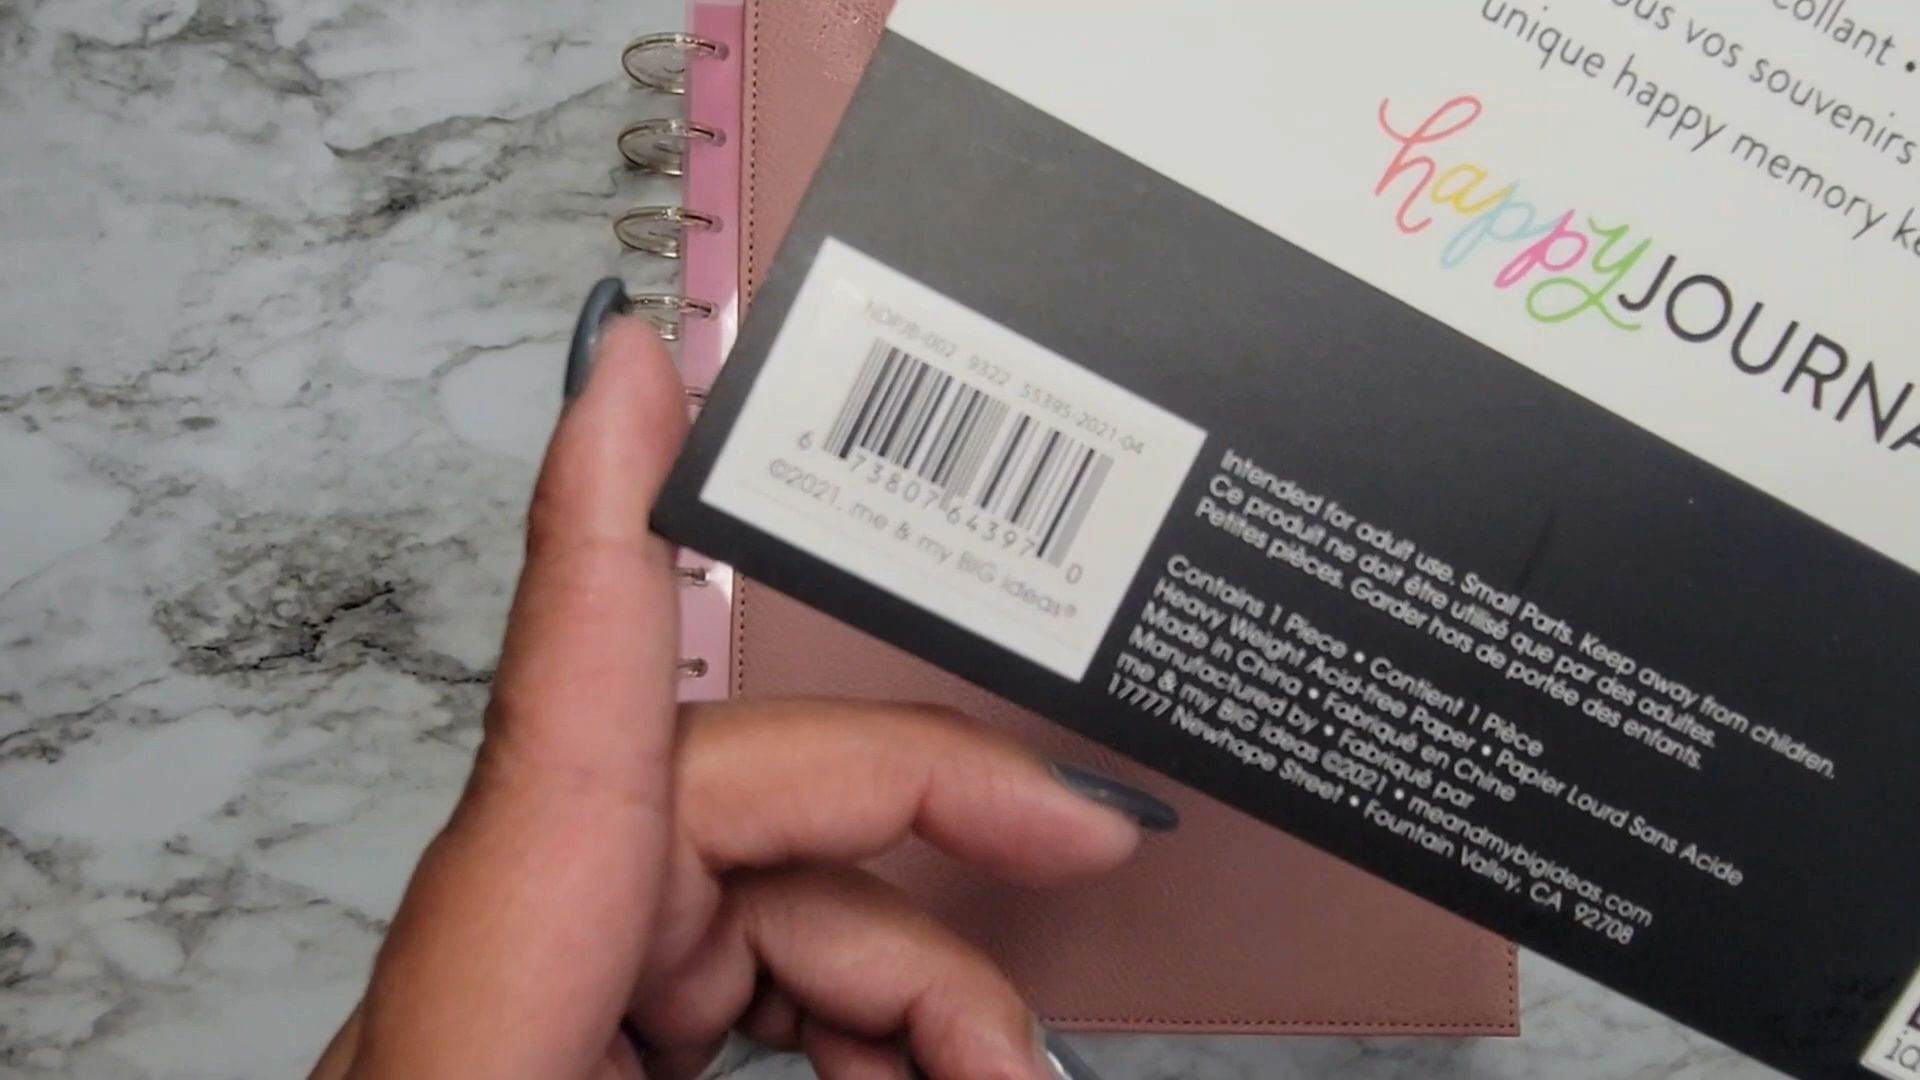 collant •
ous vos souvenirs
unique happy memory ke
happy JOURNA
9322 55395-2021-04
6 73807 64397 0
©2021, me & my BIG ideas®
Intended for adult use. Small Parts. Keep away from children.
Ce produit ne doit être utilisé que par des adultes.
Petites pièces. Garder hors de portée des enfants.
Contains 1 Piece • Contient 1 Pièce
Heavy Weight Acid-free Paper • Papier Lourd Sans Acide
Made in China • Fabriqué en Chine
Manufactured by • Fabriqué par
me & my BIG ideas ©2021 • meandmybigideas.com
17777 Newhope Street • Fountain Valley, CA 92708